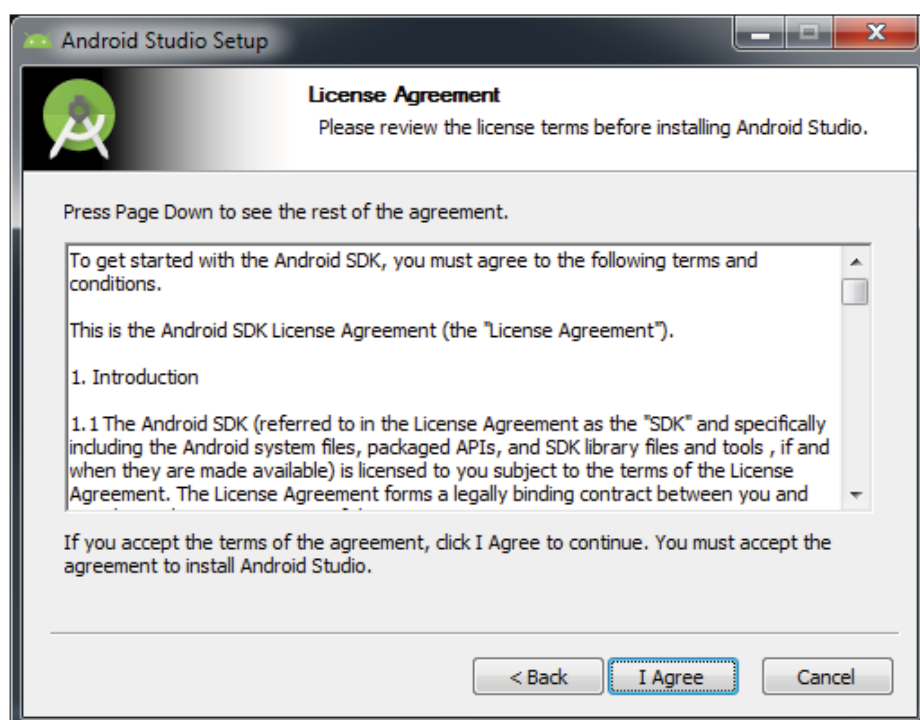 Android Studio Setup
License Agreement
Please review the license terms before installing Android Studio.
Press Page Down to see the rest of the agreement.
To get started with the Android SDK, you must agree to the following terms and
conditions.
This is the Android SDK License Agreement (the "License Agreement").
1. Introduction
1.1 The Android SDK (referred to in the License Agreement as the "SDK" and specifically
including the Android system files, packaged APIs, and SDK library files and tools , if and
when they are made available) is licensed to you subject to the terms of the License
Agreement. The License Agreement forms a legally binding contract between you and
If you accept the terms of the agreement, click I Agree to continue. You must accept the
agreement to install Android Studio.
< Back
I Agree
Cancel